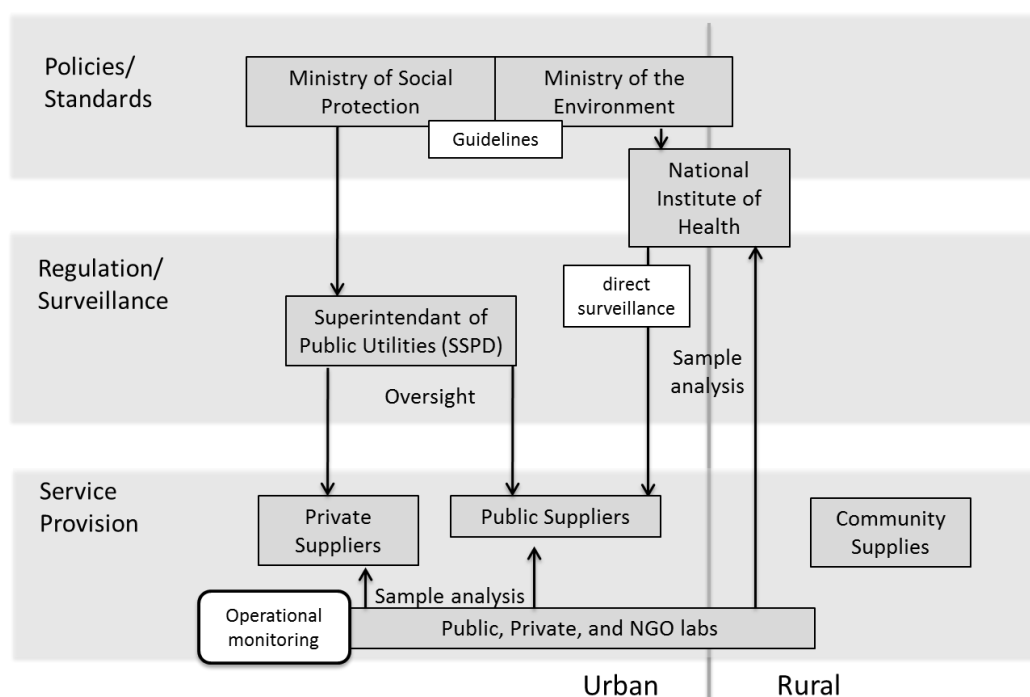 Policies/
Standards
Ministry of Social
Protection
Ministry of the
Environment
Guidelines
National
Institute of
Health
Regulation/
Surveillance
direct
surveillance
Superintendant of
Public Utilities (SSPD)
Oversight
Sample
analysis
Service
Provision
Private
Suppliers
Public Suppliers
Community
Supplies
Sample analysis
Operational
monitoring
Public, Private, and NGO labs
Urban
Rural